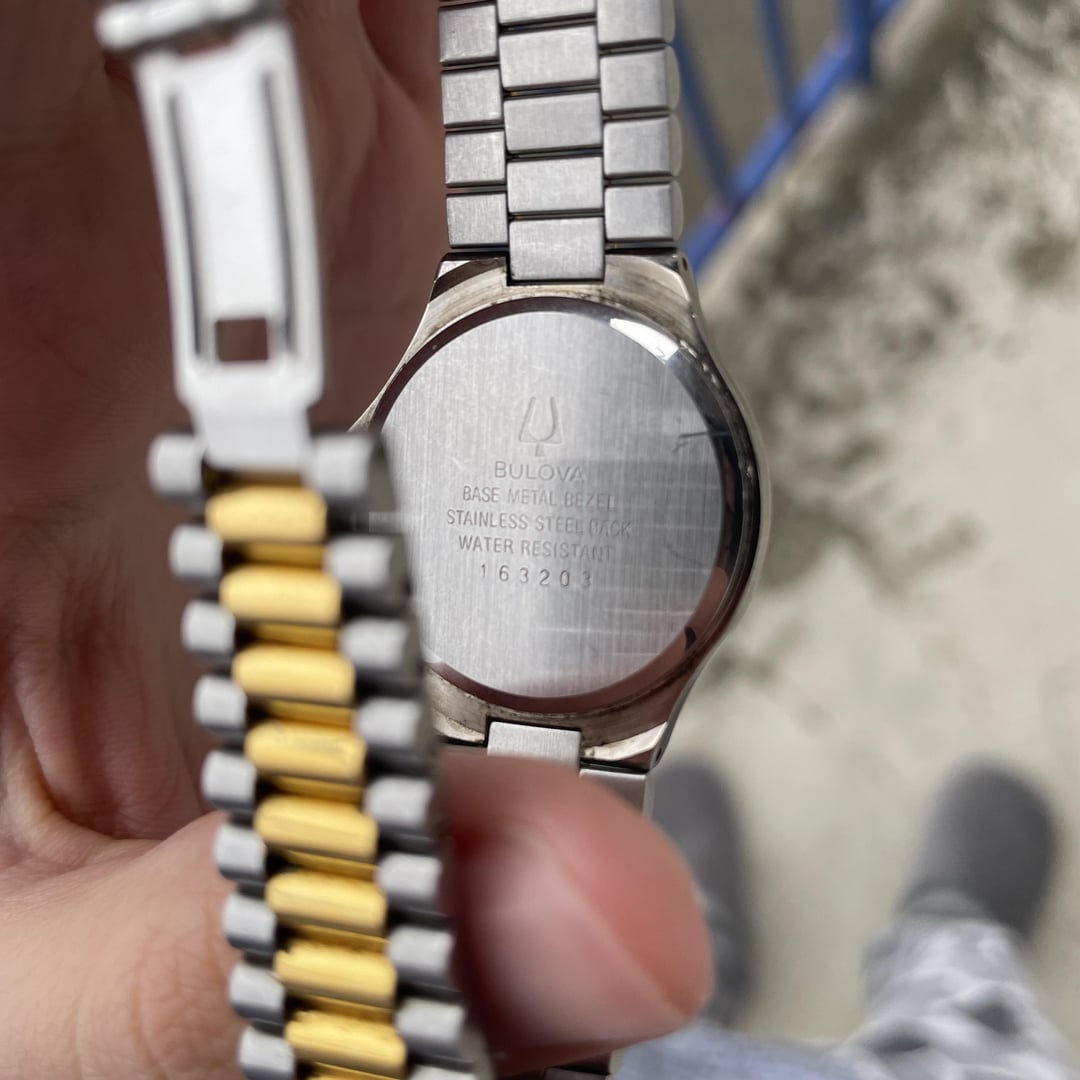 BULOVA
BASE METAL BEZEL
STAINLESS STEEL BACK
WATER RESISTANT
163203